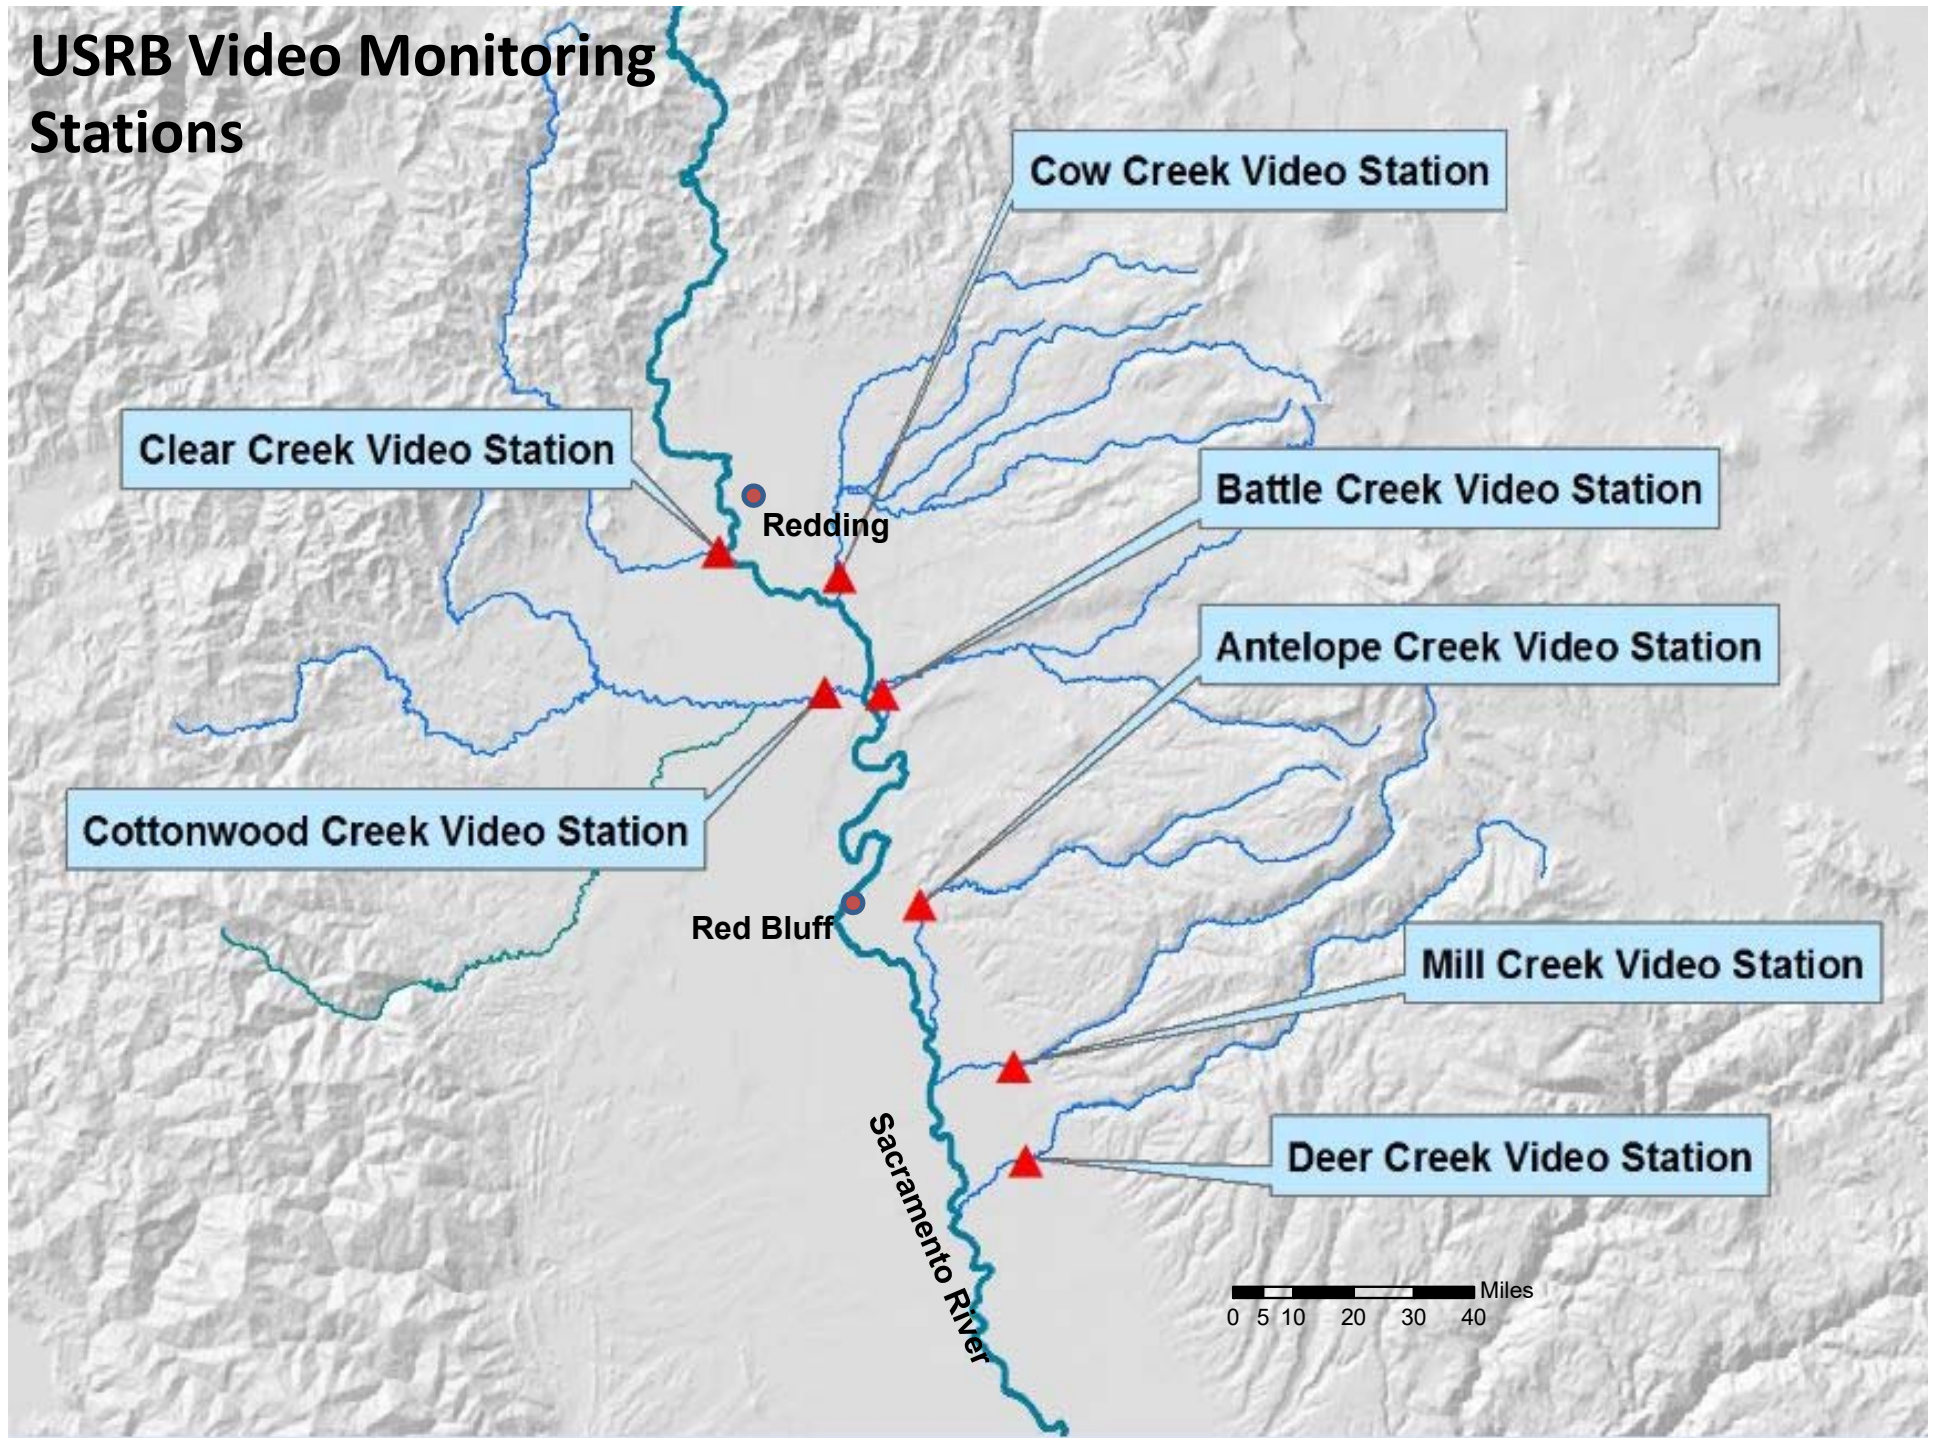 USRB Video Monitoring
Stations
Cow Creek Video Station
Clear Creek Video Station
Battle Creek Video Station
Redding
Antelope Creek Video Station
Cottonwood Creek Video Station
Red Bluff
Mill Creek Video Station
Deer Creek Video Station
Sacramento River
Miles
0 5 10 20 30 40